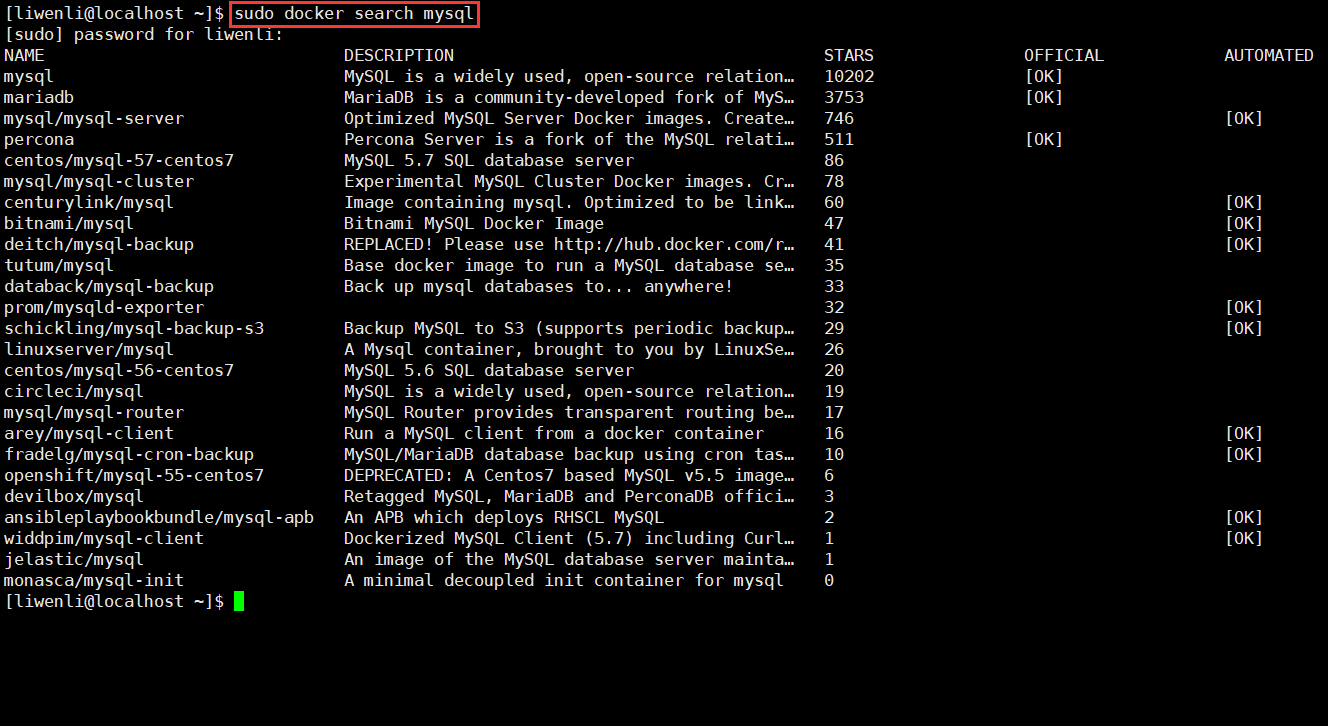 [liwenli@localhost ~]$ sudo docker search mysql
[sudo] password for liwenli:
NAME DESCRIPTION STARS OFFICIAL AUTOMATED
mysql MySQL is a widely used, open-source relation… 10202 [OK]
mariadb MariaDB is a community-developed fork of MyS… 3753 [OK]
mysql/mysql-server Optimized MySQL Server Docker images. Create… 746 [OK]
percona Percona Server is a fork of the MySQL relati… 511 [OK]
centos/mysql-57-centos7 MySQL 5.7 SQL database server 86
mysql/mysql-cluster Experimental MySQL Cluster Docker images. Cr… 78
centurylink/mysql Image containing mysql. Optimized to be link… 60 [OK]
bitnami/mysql Bitnami MySQL Docker Image 47 [OK]
deitch/mysql-backup REPLACED! Please use http://hub.docker.com/r… 41 [OK]
tutum/mysql Base docker image to run a MySQL database se… 35
databack/mysql-backup Back up mysql databases to... anywhere! 33
prom/mysqld-exporter 32 [OK]
schickling/mysql-backup-s3 Backup MySQL to S3 (supports periodic backup… 29 [OK]
linuxserver/mysql A Mysql container, brought to you by LinuxSe… 26
centos/mysql-56-centos7 MySQL 5.6 SQL database server 20
circleci/mysql MySQL is a widely used, open-source relation… 19
mysql/mysql-router MySQL Router provides transparent routing be… 17
arey/mysql-client Run a MySQL client from a docker container 16 [OK]
fradelg/mysql-cron-backup MySQL/MariaDB database backup using cron tas… 10 [OK]
openshift/mysql-55-centos7 DEPRECATED: A Centos7 based MySQL v5.5 image… 6
devilbox/mysql Retagged MySQL, MariaDB and PerconaDB offici… 3
ansibleplaybookbundle/mysql-apb An APB which deploys RHSCL MySQL 2 [OK]
widdpim/mysql-client Dockerized MySQL Client (5.7) including Curl… 1 [OK]
jelastic/mysql An image of the MySQL database server mainta… 1
monasca/mysql-init A minimal decoupled init container for mysql 0
[liwenli@localhost ~]$